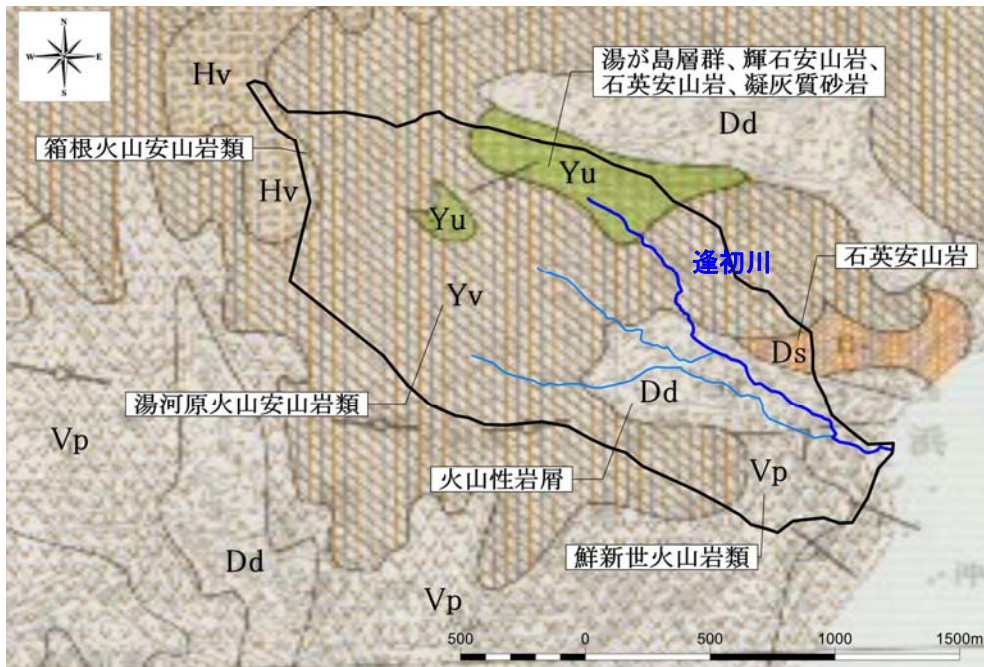 N
W
E
S
Hv
湯が島層群、輝石安山岩、
石英安山岩、凝灰質砂岩
Dd
箱根火山安山岩類
Hv
Yu
Yu
逢初川
石英安山岩
Yv
Ds
湯河原火山安山岩類
Dd
Vp
火山性岩屑
Vp
鮮新世火山岩類
Dd
Vp
500
0
500
1000
1500m